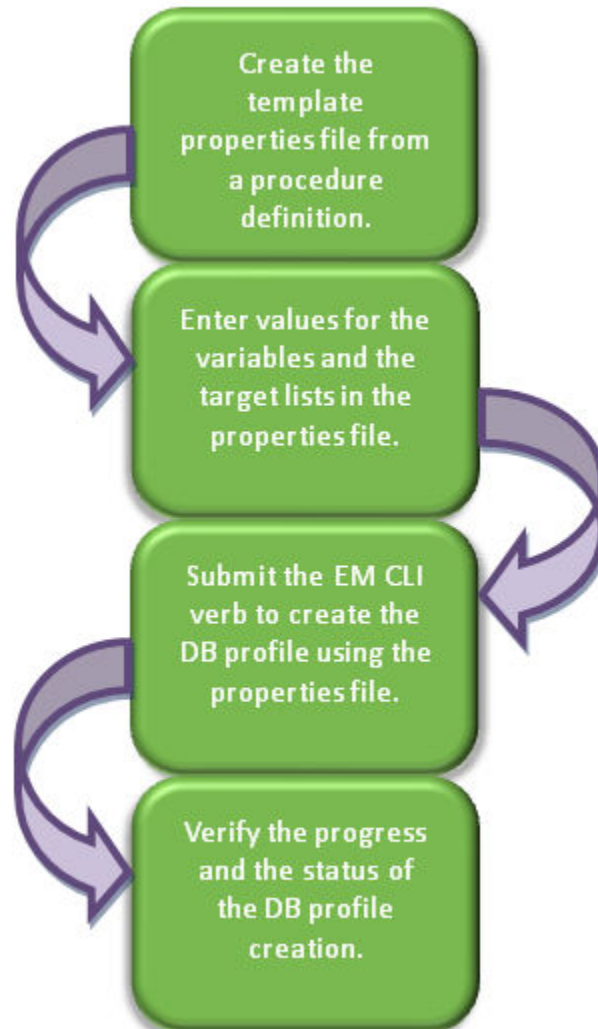 Create the
template
properties file from
a procedure
definition.
Enter values for the
variables and the
target lists in the
properties file.
Submit the EM CLI
verb to create the
DB profile using the
properties file.
Verify the progress
and the status of
the DB profile
creation.